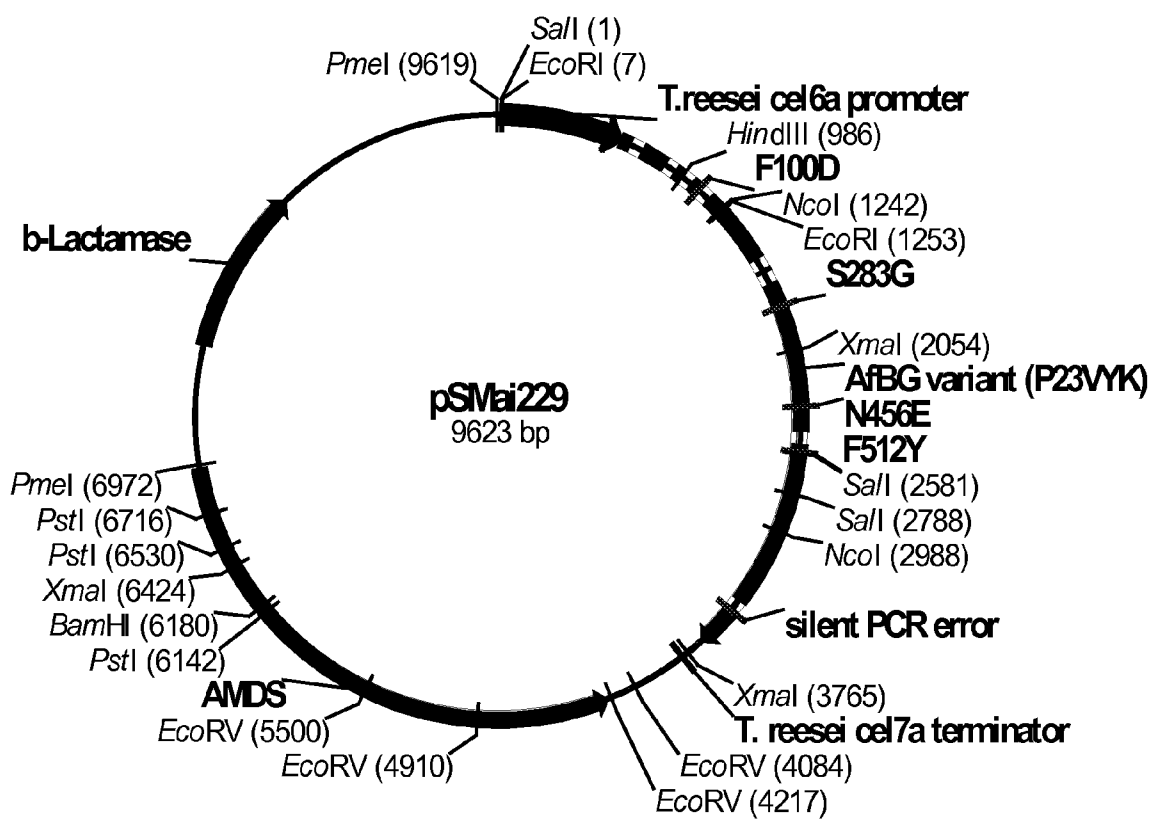 SalI (1)
PmeI (9619)
EcoRI (7)
T.reesei cel6a promoter
HindIII (986)
F100D
NcoI (1242)
EcoRI (1253)
b-Lactamase
S283G
XmaI (2054)
AfBG variant (P23VYK)
pSMai229
9623 bp
N456E
F512Y
SalI (2581)
PmeI (6972)
SalI (2788)
PstI (6716)
NcoI (2988)
PstI (6530)
XmaI (6424)
BamHI (6180)
silent PCR error
PstI (6142)
AMDS
XmaI (3765)
EcoRV (5500)
T. reesei cel7a terminator
EcoRV (4910)
EcoRV (4084)
EcoRV (4217)